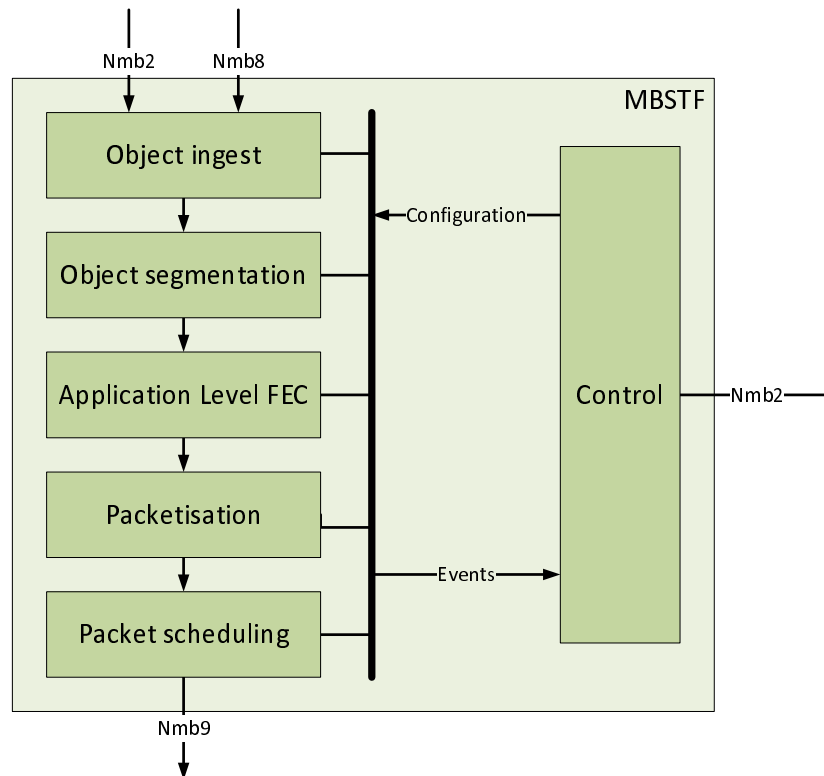 Nmb2
Nmb8
MBSTF
Object ingest
Configuration
Object segmentation
Application Level FEC
Control
Nmb2
Packetisation
Events
Packet scheduling
Nmb9